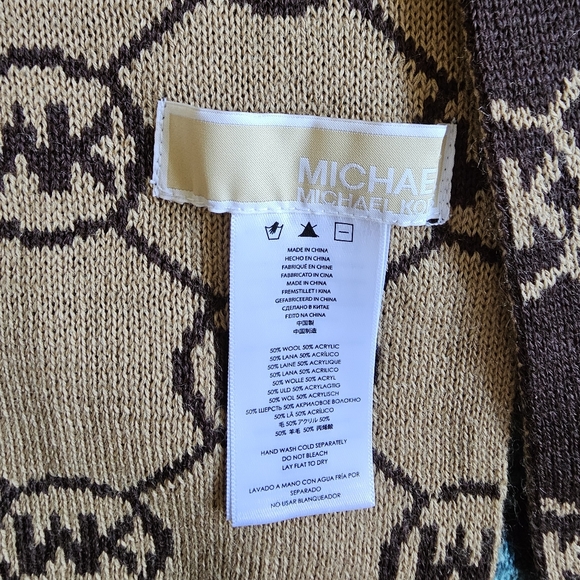 MICHAE
MICHAEL KO
MADE IN CHINA
HECHO EN CHINA
FABRIQUÉ EN CHINE
FABBRICATO IN CINA
MADE IN CHINA
FREMSTILLET I KINA
GEFABRICEERD IN CHINA
СДЕЛАНО В КИТАЕ
FEITO NA CHINA
中国製
中国制造
50% WOOL 50% ACRYLIC
50% LANA 50% ACRÍLICO
50% LAINE 50% ACRYLIQUE
50% LANA 50% ACRILICO
50% WOLLE 50% ACRYL
50% ULD 50% ACRYLAGTIG
50% WOL 50% ACRYLISCH
50% ШЕРСТЬ 50% АКРИЛОВОЕ ВОЛОКНО
50% LÃ 50% ACRÍLICO
毛 50% アクリル 50%
50% 羊毛 50% 丙烯酸
HAND WASH COLD SEPARATELY
DO NOT BLEACH
LAY FLAT TO DRY
LAVADO A MANO CON AGUA FRÍA POR
SEPARADO
NO USAR BLANQUEADOR